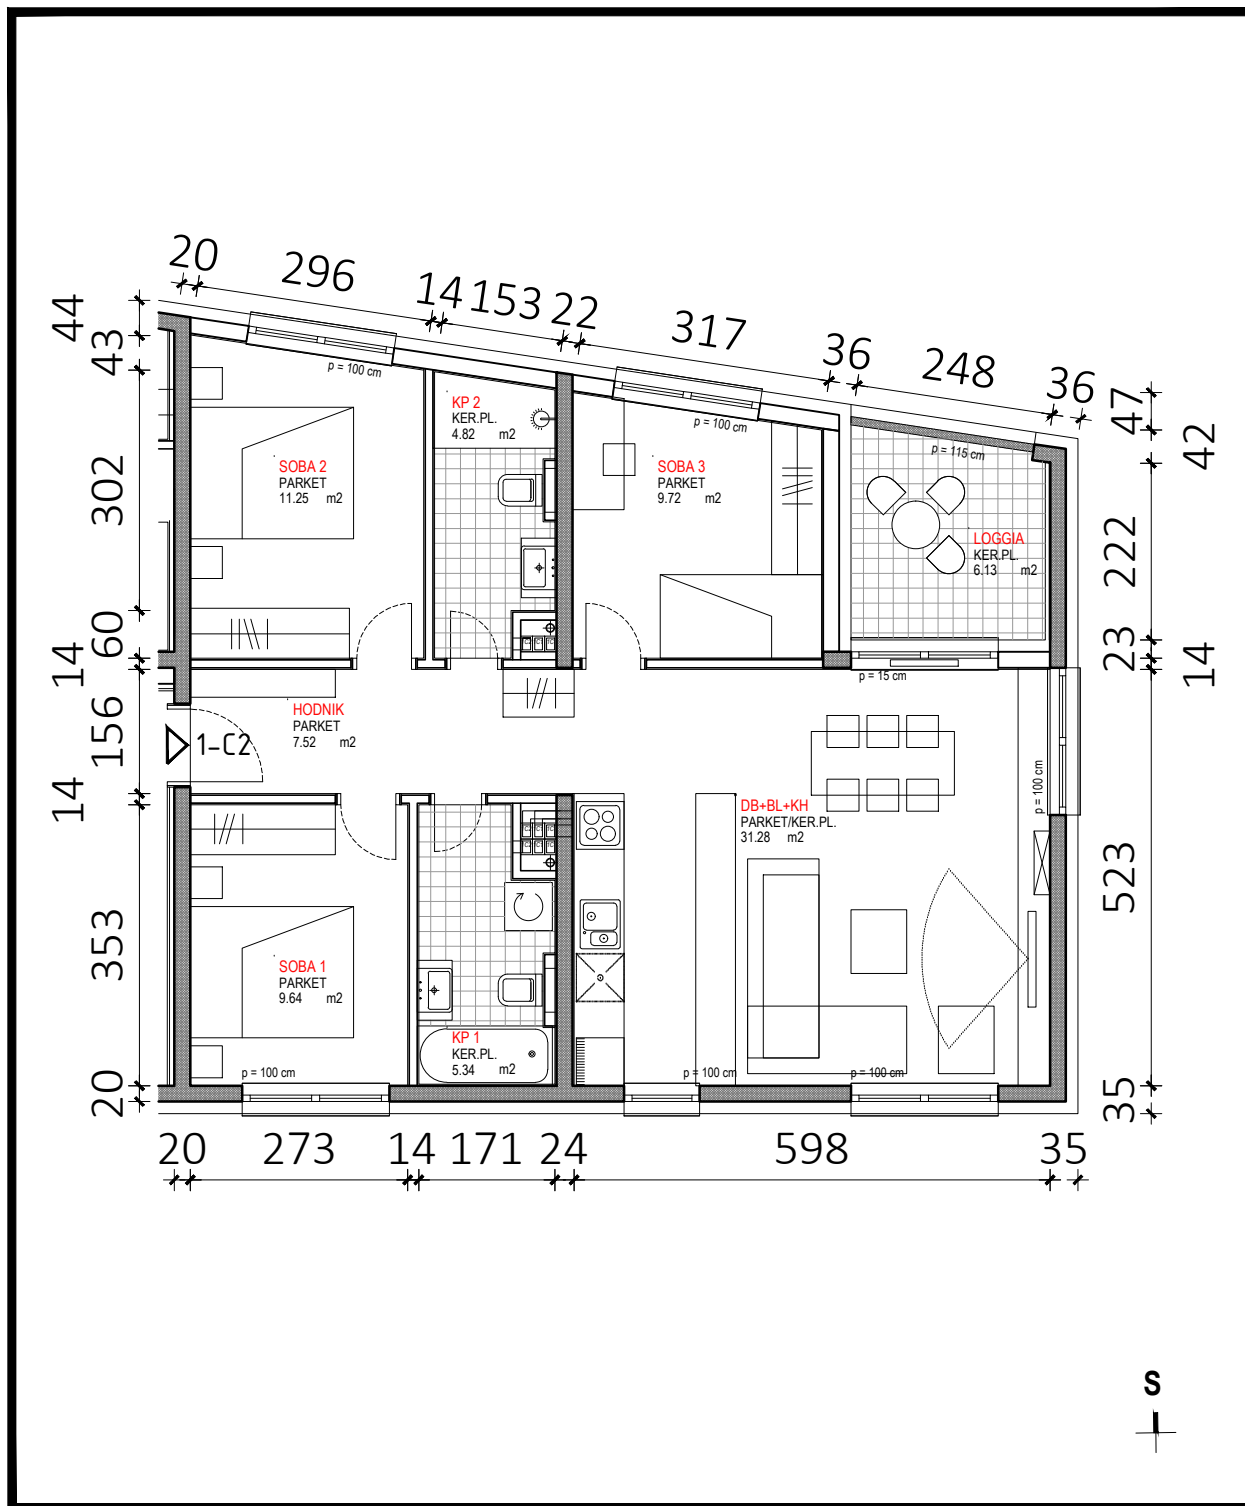 20
296
14
153
22
317
36
248
36
44
43
302
60
14
156
14
353
20
47
42
222
23
14
523
35
p = 100 cm
KP 2
KER.PL.
4.82 m2
p = 100 cm
p = 115 cm
SOBA 2
PARKET
11.25 m2
SOBA 3
PARKET
9.72 m2
LOGGIA
KER.PL.
6.13 m2
p = 15 cm
HODNIK
PARKET
7.52 m2
1-C2
p = 100 cm
DB+BL+KH
PARKET/KER.PL.
31.28 m2
SOBA 1
PARKET
9.64 m2
KP 1
KER.PL.
5.34 m2
p = 100 cm
p = 100 cm
p = 100 cm
20
273
14
171
24
598
35
S